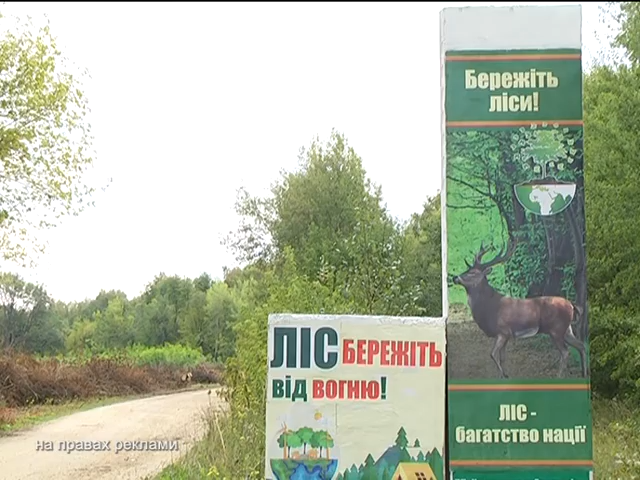 Бережіть
ліси!
ЛІС БЕРЕЖІТЬ
ВІД ВОГНЮ!
ЛІС -
багатство нації
на правах реклами